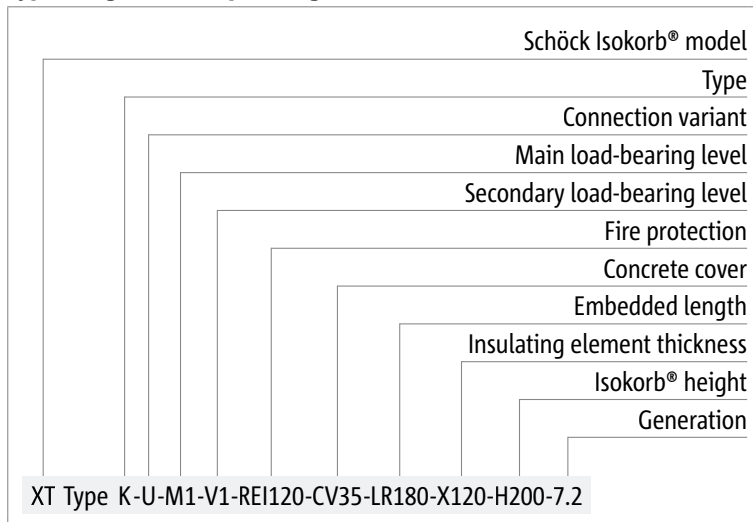 Schöck Isokorb® model
Type
Connection variant
Main load-bearing level
Secondary load-bearing level
Fire protection
Concrete cover
Embedded length
Insulating element thickness
Isokorb® height
Generation
XT Type K-U-M1-V1-REI120-CV35-LR180-X120-H200-7.2